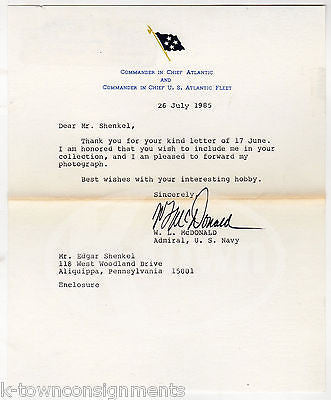 COMMANDER IN CHIEF ATLANTIC
AND
COMMANDER IN CHIEF U. S. ATLANTIC FLEET
26 July 1985
Dear Mr. Shenkel,
Thank you for your kind letter of 17 June.
I am honored that you wish to include me in your
collection, and I am pleased to forward my
photograph.
Best wishes with your interesting hobby.
Sincerely,
W L McDonald
W. L. McDONALD
Admiral, U. S. Navy
Mr. Edgar Shenkel
118 West Woodland Drive
Aliquippa, Pennsylvania 15001
Enclosure
k-townconsignments.com